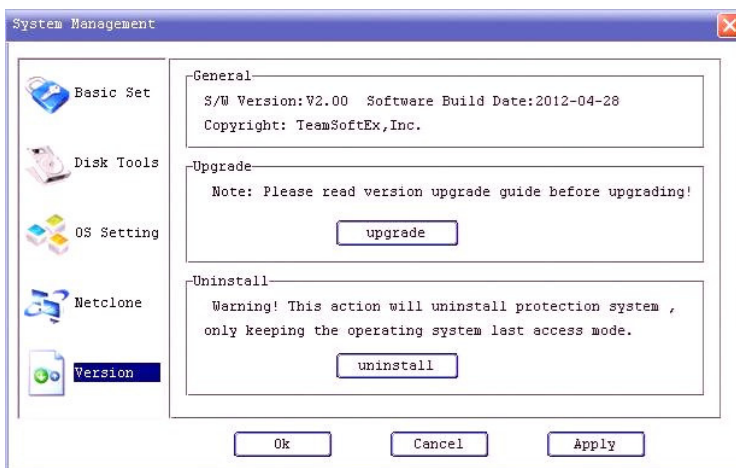 System Management
Basic Set
Disk Tools
OS Setting
Netclone
Version
General
S/W Version:V2.00 Software Build Date:2012-04-28
Copyright: TeamSoftEx,Inc.
Upgrade
Note: Please read version upgrade guide before upgrading!
upgrade
Uninstall
Warning! This action will uninstall protection system ,
only keeping the operating system last access mode.
uninstall
Ok Cancel Apply